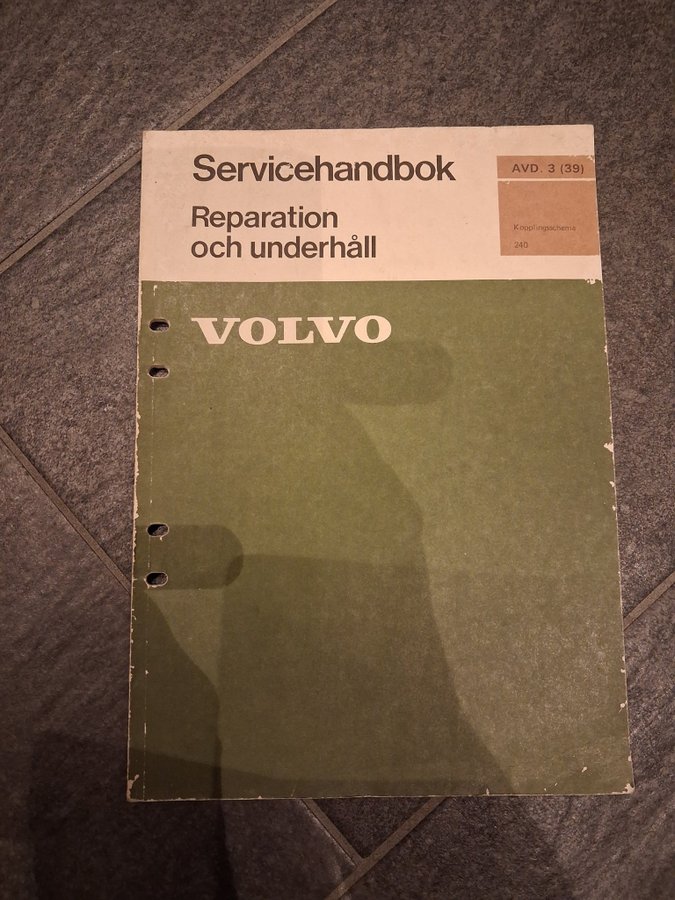 Servicehandbok
Reparation
och underhåll
AVD. 3 (39)
Kopplingsschema
240
VOLVO